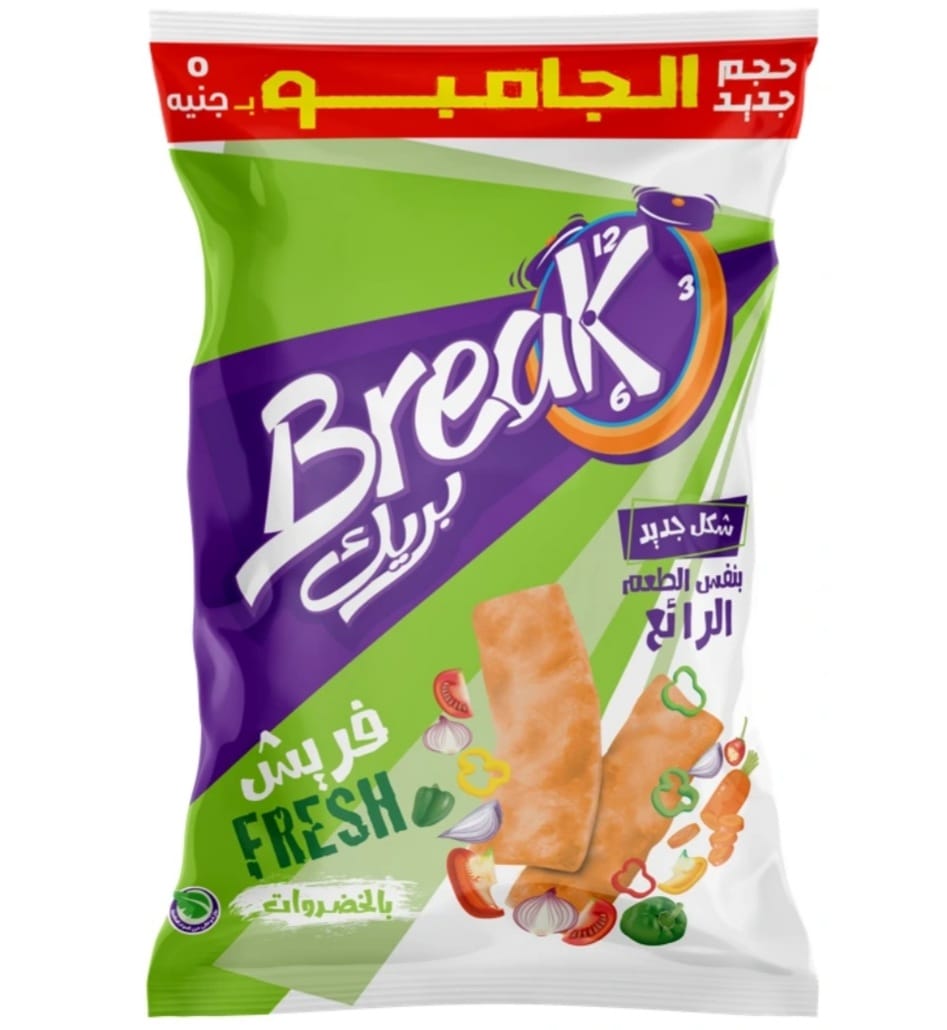 حجم جديد الجامبو بـ ٥ جنيه
12
3
6
Break
بريك
شكل جديد
بنفس الطعم
الرائع
فريش
FRESH
بالخضروات